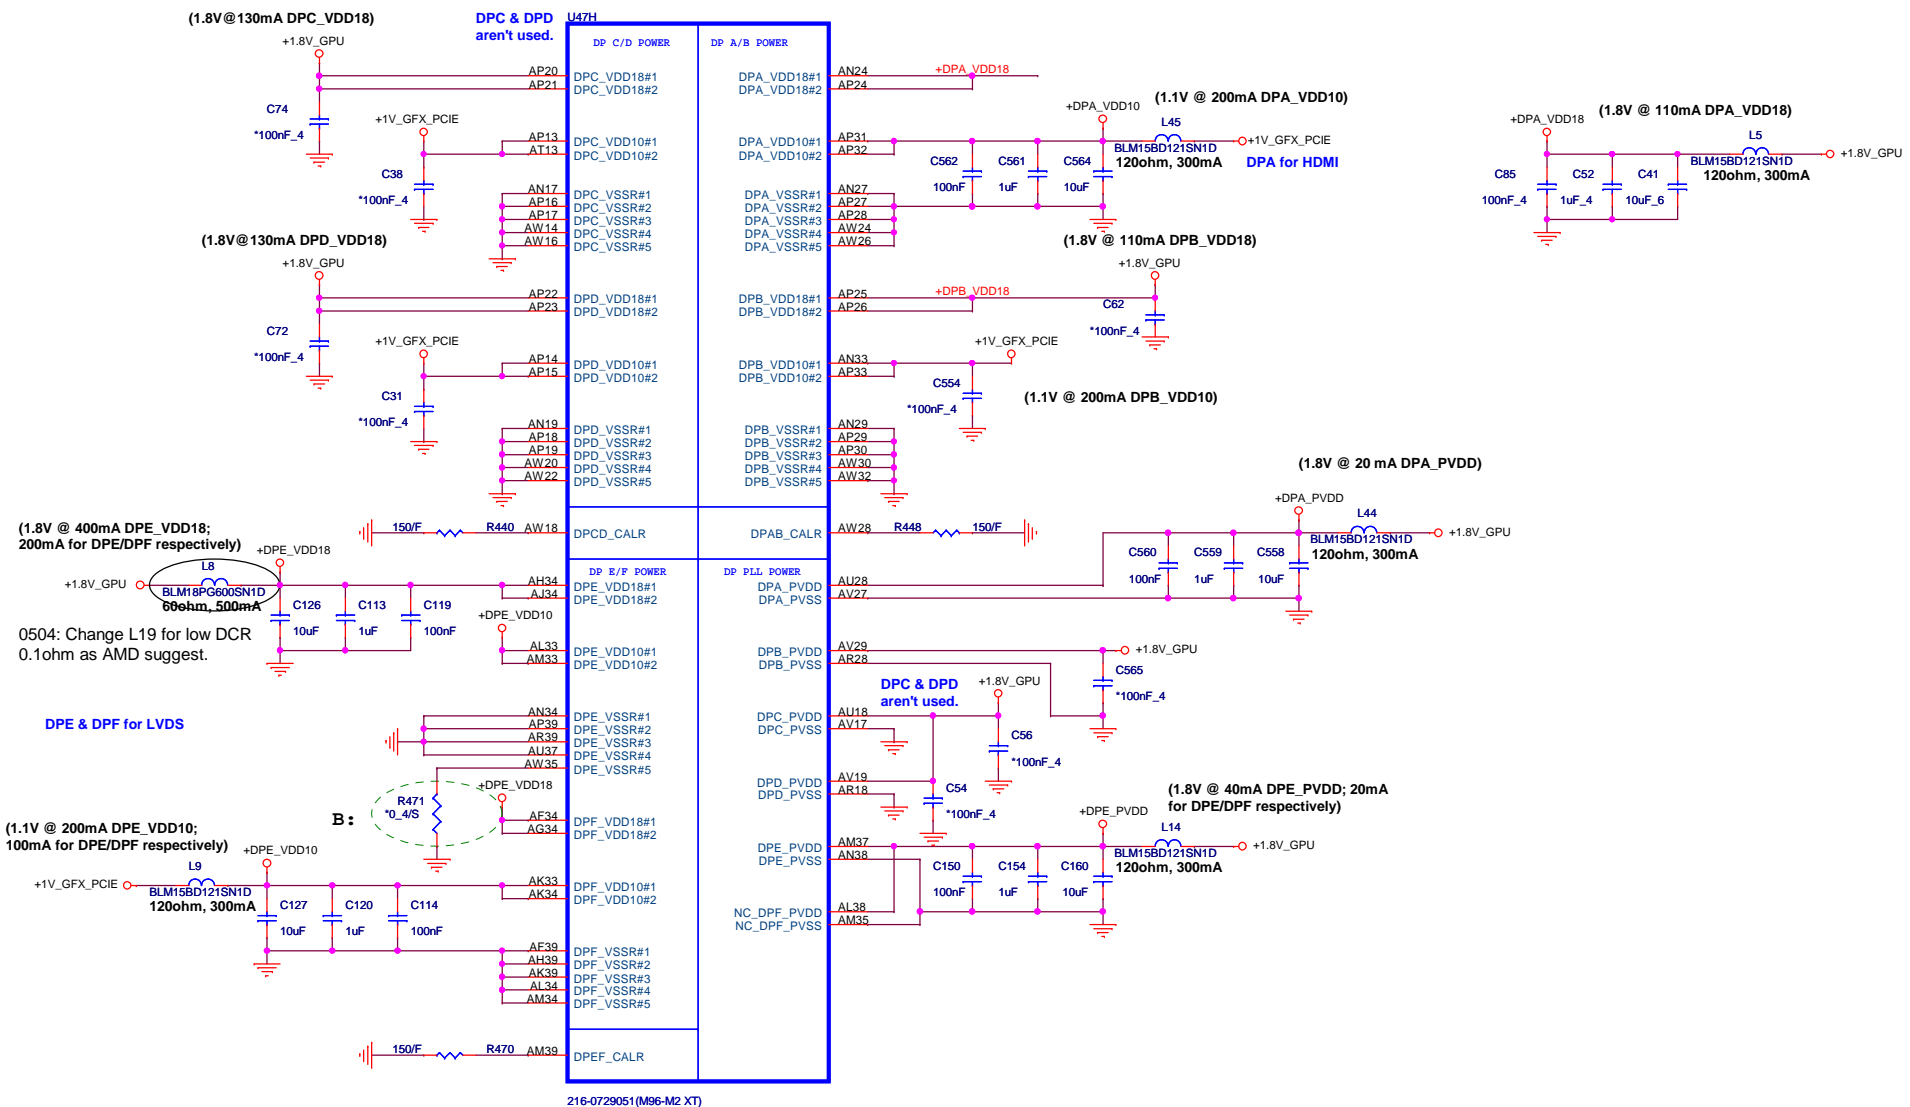 (1.8V@130mA DPC_VDD18)
+1.8V_GPU
DPC & DPD
aren't used.
U47H
DP C/D POWER
DP A/B POWER
AP20
DPC_VDD18#1
AP21
DPC_VDD18#2
C74
*100nF_4
+1V_GFX_PCIE
AP13
DPC_VDD10#1
AT13
DPC_VDD10#2
C38
*100nF_4
AN17
DPC_VSSR#1
AP16
DPC_VSSR#2
AP17
DPC_VSSR#3
AW14
DPC_VSSR#4
AW16
DPC_VSSR#5
(1.8V@130mA DPD_VDD18)
+1.8V_GPU
AP22
DPD_VDD18#1
AP23
DPD_VDD18#2
C72
*100nF_4
+1V_GFX_PCIE
AP14
DPD_VDD10#1
AP15
DPD_VDD10#2
C31
*100nF_4
AN19
DPD_VSSR#1
AP18
DPD_VSSR#2
AP19
DPD_VSSR#3
AW20
DPD_VSSR#4
AW22
DPD_VSSR#5
150/F
R440
AW18
DPCD_CALR
(1.8V @ 400mA DPE_VDD18;
200mA for DPE/DPF respectively)
+DPE_VDD18
+1.8V_GPU
L8
BLM18PG600SN1D
60ohm, 500mA
C126
10uF
C113
1uF
C119
100nF
0504: Change L19 for low DCR
0.1ohm as AMD suggest.
DP E/F POWER
AH34
DPE_VDD18#1
AJ34
DPE_VDD18#2
+DPE_VDD10
AL33
DPE_VDD10#1
AM33
DPE_VDD10#2
DPE & DPF for LVDS
AN34
DPE_VSSR#1
AP39
DPE_VSSR#2
AR39
DPE_VSSR#3
AU37
DPE_VSSR#4
AW35
DPE_VSSR#5
+DPE_VDD18
B:
R471
*0_4/S
AF34
DPF_VDD18#1
AG34
DPF_VDD18#2
(1.1V @ 200mA DPE_VDD10;
100mA for DPE/DPF respectively)
+DPE_VDD10
+1V_GFX_PCIE
L9
BLM15BD121SN1D
120ohm, 300mA
C127
10uF
C120
1uF
C114
100nF
AK33
DPF_VDD10#1
AK34
DPF_VDD10#2
AF39
DPF_VSSR#1
AH39
DPF_VSSR#2
AK39
DPF_VSSR#3
AL34
DPF_VSSR#4
AM34
DPF_VSSR#5
150/F
R470
AM39
DPEF_CALR
216-0729051(M96-M2 XT)
DPA_VDD18#1
AN24
+DPA_VDD18
DPA_VDD18#2
AP24
(1.1V @ 200mA DPA_VDD10)
+DPA_VDD10
L45
+1V_GFX_PCIE
BLM15BD121SN1D
120ohm, 300mA
DPA for HDMI
DPA_VDD10#1
AP31
DPA_VDD10#2
AP32
C562
100nF
C561
1uF
C564
10uF
DPA_VSSR#1
AN27
DPA_VSSR#2
AP27
DPA_VSSR#3
AP28
DPA_VSSR#4
AW24
DPA_VSSR#5
AW26
(1.8V @ 110mA DPA_VDD18)
+DPA_VDD18
L5
+1.8V_GPU
BLM15BD121SN1D
120ohm, 300mA
C85
100nF_4
C52
1uF_4
C41
10uF_6
(1.8V @ 110mA DPB_VDD18)
+1.8V_GPU
DPB_VDD18#1
AP25
+DPB_VDD18
DPB_VDD18#2
AP26
C62
*100nF_4
+1V_GFX_PCIE
DPB_VDD10#1
AN33
DPB_VDD10#2
AP33
C554
*100nF_4
(1.1V @ 200mA DPB_VDD10)
DPB_VSSR#1
AN29
DPB_VSSR#2
AP29
DPB_VSSR#3
AP30
DPB_VSSR#4
AW30
DPB_VSSR#5
AW32
DPAB_CALR
AW28
R448
150/F
(1.8V @ 20 mA DPA_PVDD)
+DPA_PVDD
L44
+1.8V_GPU
BLM15BD121SN1D
120ohm, 300mA
C560
100nF
C559
1uF
C558
10uF
DP PLL POWER
DPA_PVDD
AU28
DPA_PVSS
AV27
DPB_PVDD
AV29
+1.8V_GPU
DPB_PVSS
AR28
C565
*100nF_4
DPC & DPD
aren't used.
+1.8V_GPU
DPC_PVDD
AU18
DPC_PVSS
AV17
C56
*100nF_4
DPD_PVDD
AV19
DPD_PVSS
AR18
C54
*100nF_4
(1.8V @ 40mA DPE_PVDD; 20mA
for DPE/DPF respectively)
+DPE_PVDD
L14
+1.8V_GPU
BLM15BD121SN1D
120ohm, 300mA
DPE_PVDD
AM37
DPE_PVSS
AN38
C150
100nF
C154
1uF
C160
10uF
NC_DPF_PVDD
AL38
NC_DPF_PVSS
AM35